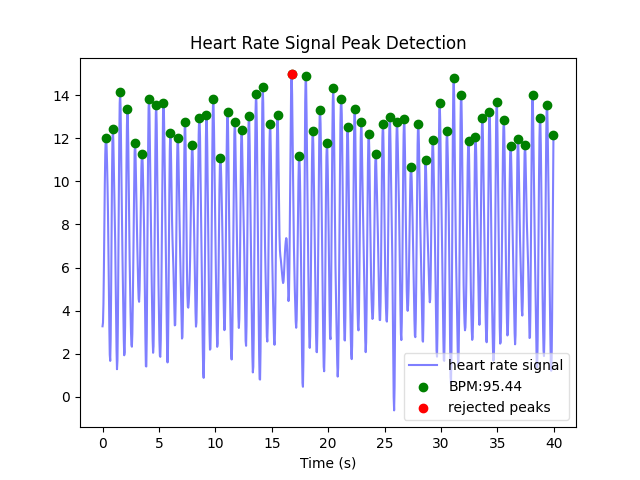 Heart Rate Signal Peak Detection
14
12
10
8
6
4
2
0
heart rate signal
BPM:95.44
rejected peaks
0 5 10 15 20 25 30 35 40
Time (s)